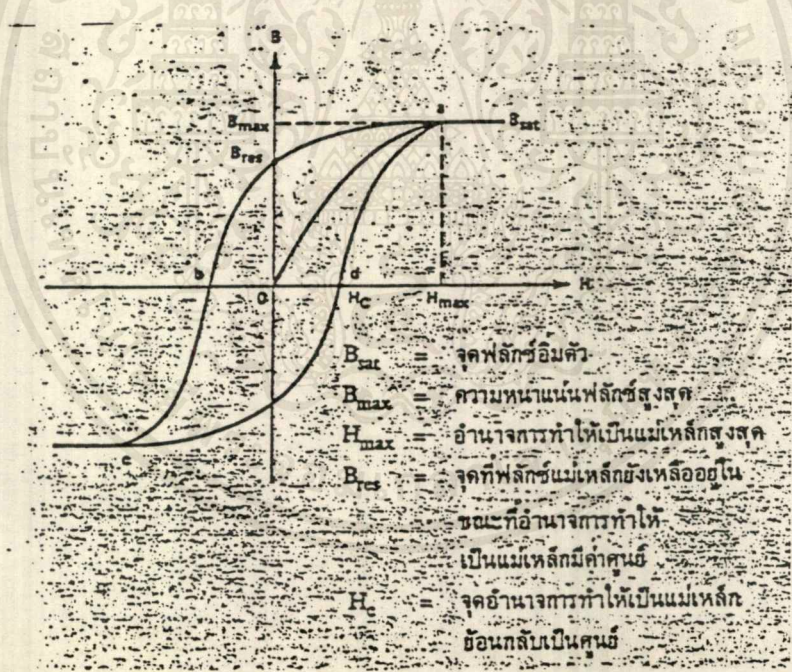 B
B_max
a
B_sat
B_res
b
O
d
H
H_C
H_max
c
B_sat = จุดฟลักซ์อิ่มตัว
B_max = ความหนาแน่นฟลักซ์สูงสุด
H_max = อำนาจการทำให้เป็นแม่เหล็กสูงสุด
B_res = จุดที่ฟลักซ์แม่เหล็กยังเหลืออยู่ใน
ขณะที่อำนาจการทำให้
เป็นแม่เหล็กมีค่าศูนย์
H_c = จุดอำนาจการทำให้เป็นแม่เหล็ก
ย้อนกลับเป็นศูนย์